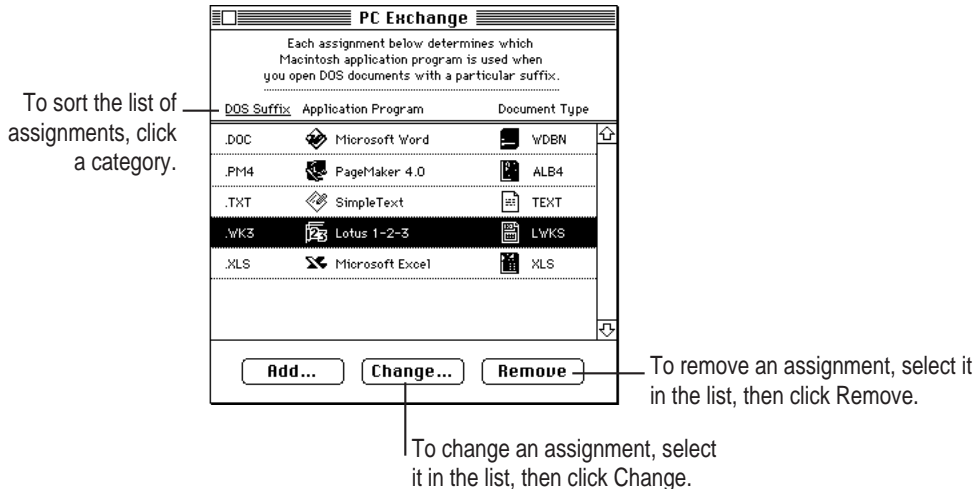 PC Exchange
Each assignment below determines which
Macintosh application program is used when
you open DOS documents with a particular suffix.
To sort the list of
assignments, click
a category.
DOS Suffix Application Program Document Type
.DOC Microsoft Word WDBN
.PM4 PageMaker 4.0 ALB4
.TXT SimpleText TEXT
.WK3 Lotus 1-2-3 LWKS
.XLS Microsoft Excel XLS
Add... Change... Remove
To remove an assignment, select it
in the list, then click Remove.
To change an assignment, select
it in the list, then click Change.